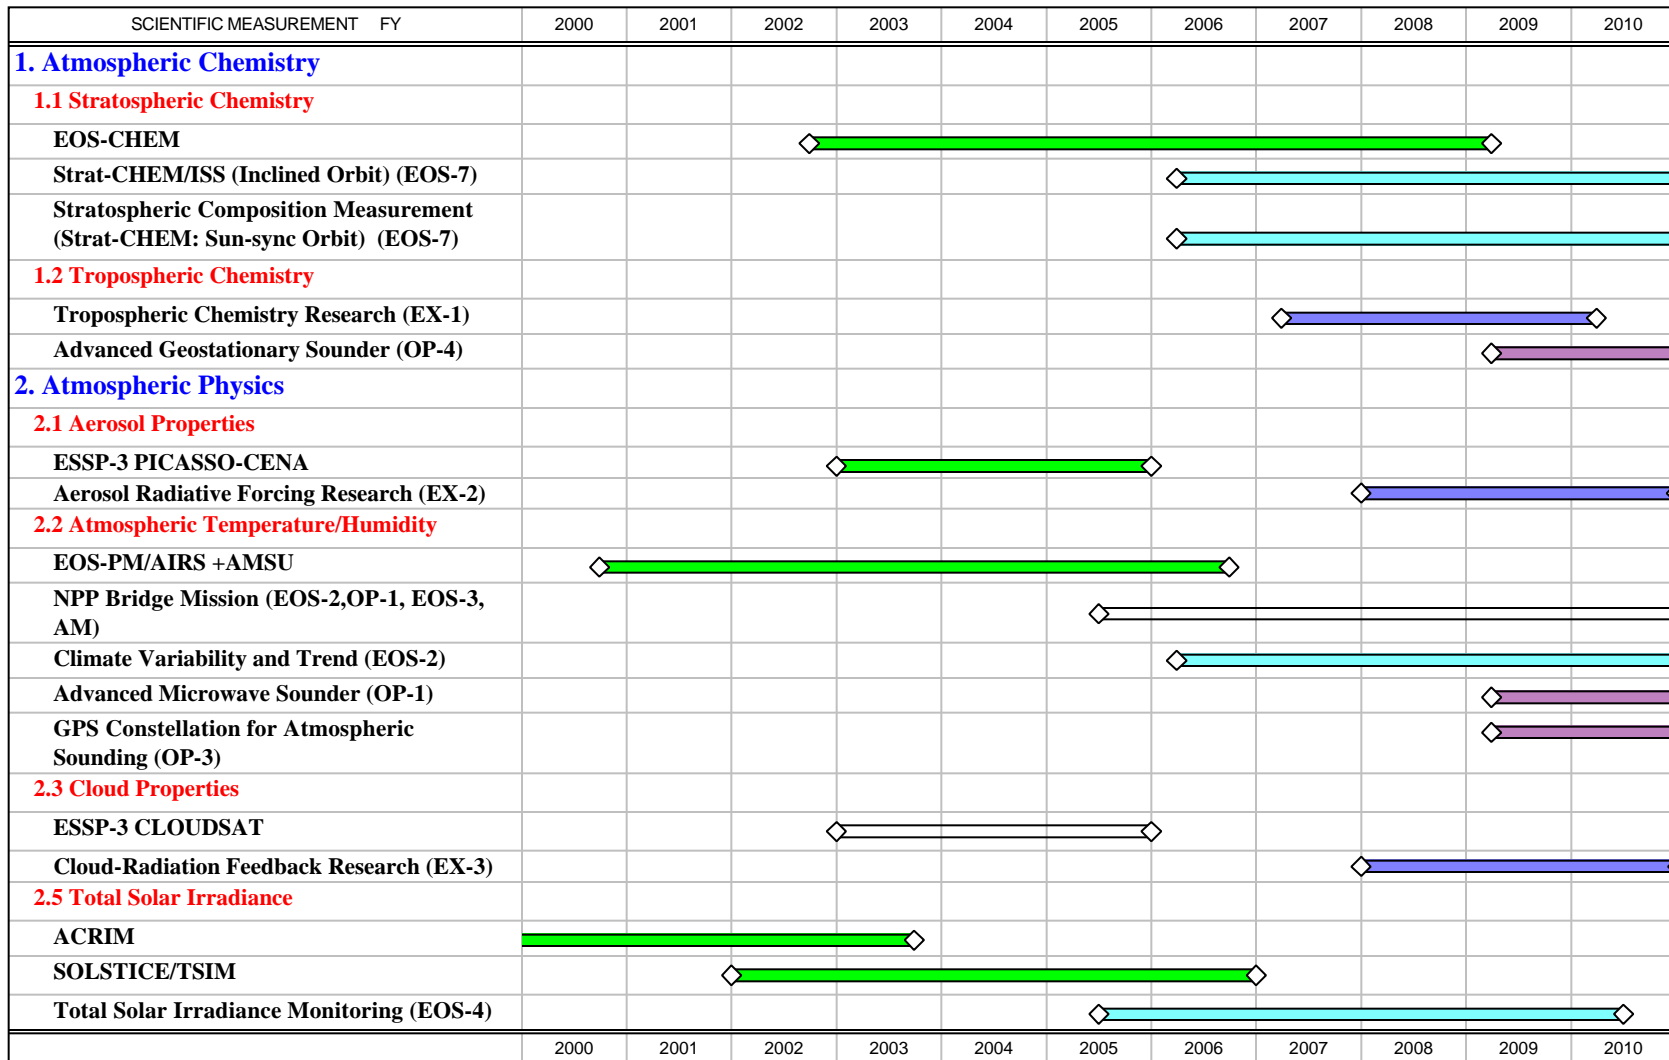 SCIENTIFIC MEASUREMENT FY 2000 2001 2002 2003 2004 2005 2006 2007 2008 2009 2010
1. Atmospheric Chemistry
1.1 Stratospheric Chemistry
EOS-CHEM
Strat-CHEM/ISS (Inclined Orbit) (EOS-7)
Stratospheric Composition Measurement
(Strat-CHEM: Sun-sync Orbit) (EOS-7)
1.2 Tropospheric Chemistry
Tropospheric Chemistry Research (EX-1)
Advanced Geostationary Sounder (OP-4)
2. Atmospheric Physics
2.1 Aerosol Properties
ESSP-3 PICASSO-CENA
Aerosol Radiative Forcing Research (EX-2)
2.2 Atmospheric Temperature/Humidity
EOS-PM/AIRS +AMSU
NPP Bridge Mission (EOS-2,OP-1, EOS-3,
AM)
Climate Variability and Trend (EOS-2)
Advanced Microwave Sounder (OP-1)
GPS Constellation for Atmospheric
Sounding (OP-3)
2.3 Cloud Properties
ESSP-3 CLOUDSAT
Cloud-Radiation Feedback Research (EX-3)
2.5 Total Solar Irradiance
ACRIM
SOLSTICE/TSIM
Total Solar Irradiance Monitoring (EOS-4)
2000 2001 2002 2003 2004 2005 2006 2007 2008 2009 2010